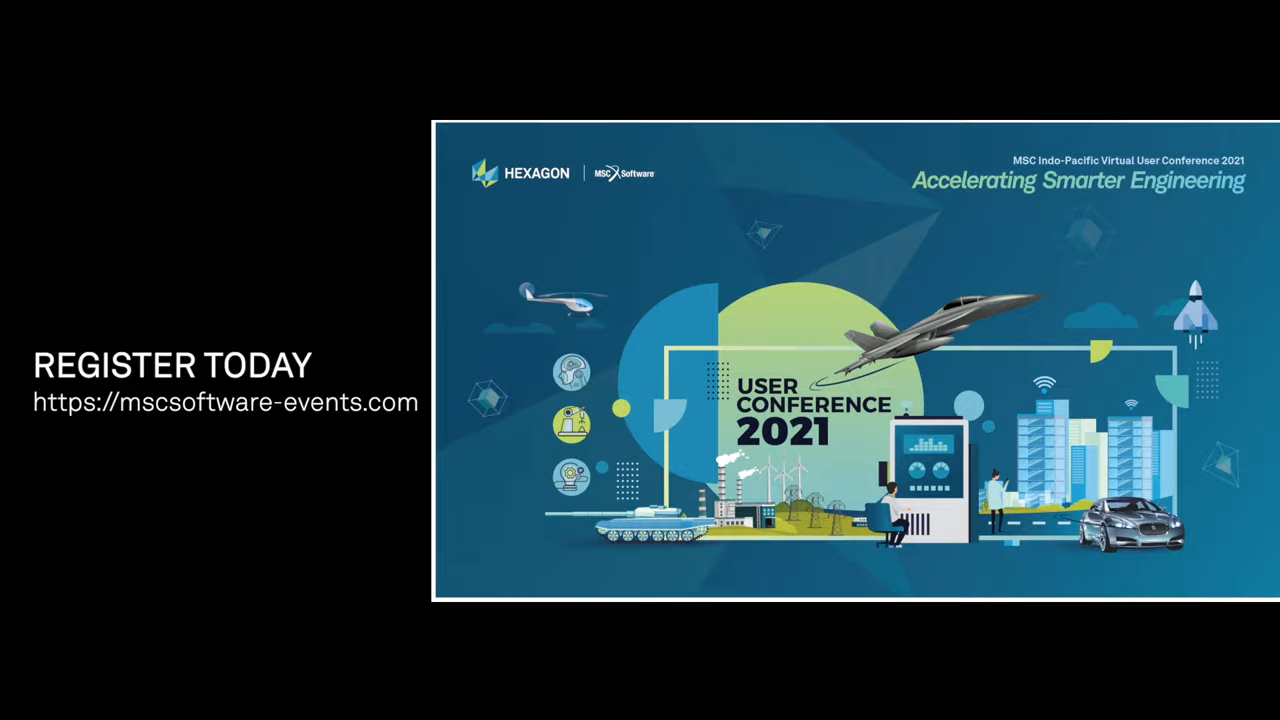 REGISTER TODAY
https://mscsoftware-events.com
HEXAGON
MSC Software
MSC Indo-Pacific Virtual User Conference 2021
Accelerating Smarter Engineering
USER
CONFERENCE
2021